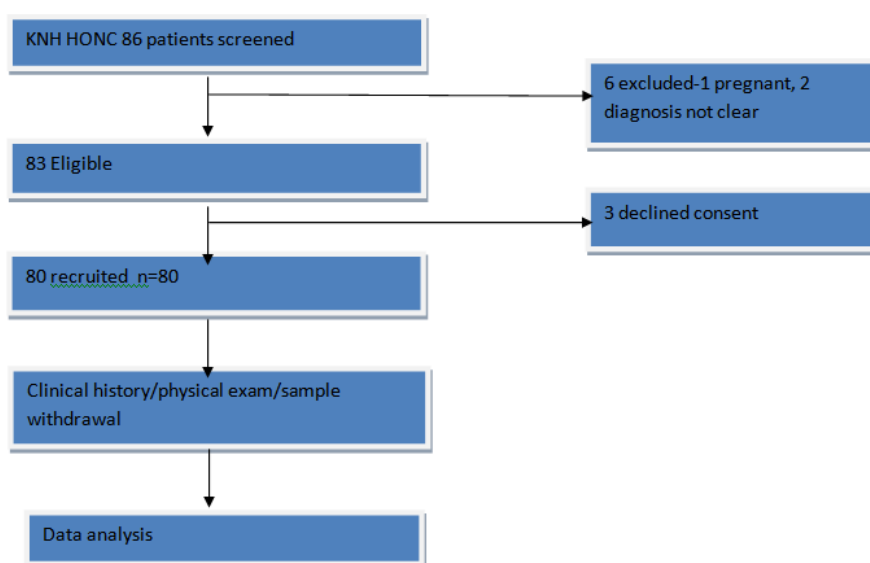 KNH HONC 86 patients screened
6 excluded-1 pregnant, 2
diagnosis not clear
83 Eligible
3 declined consent
80 recruited n=80
Clinical history/physical exam/sample
withdrawal
Data analysis